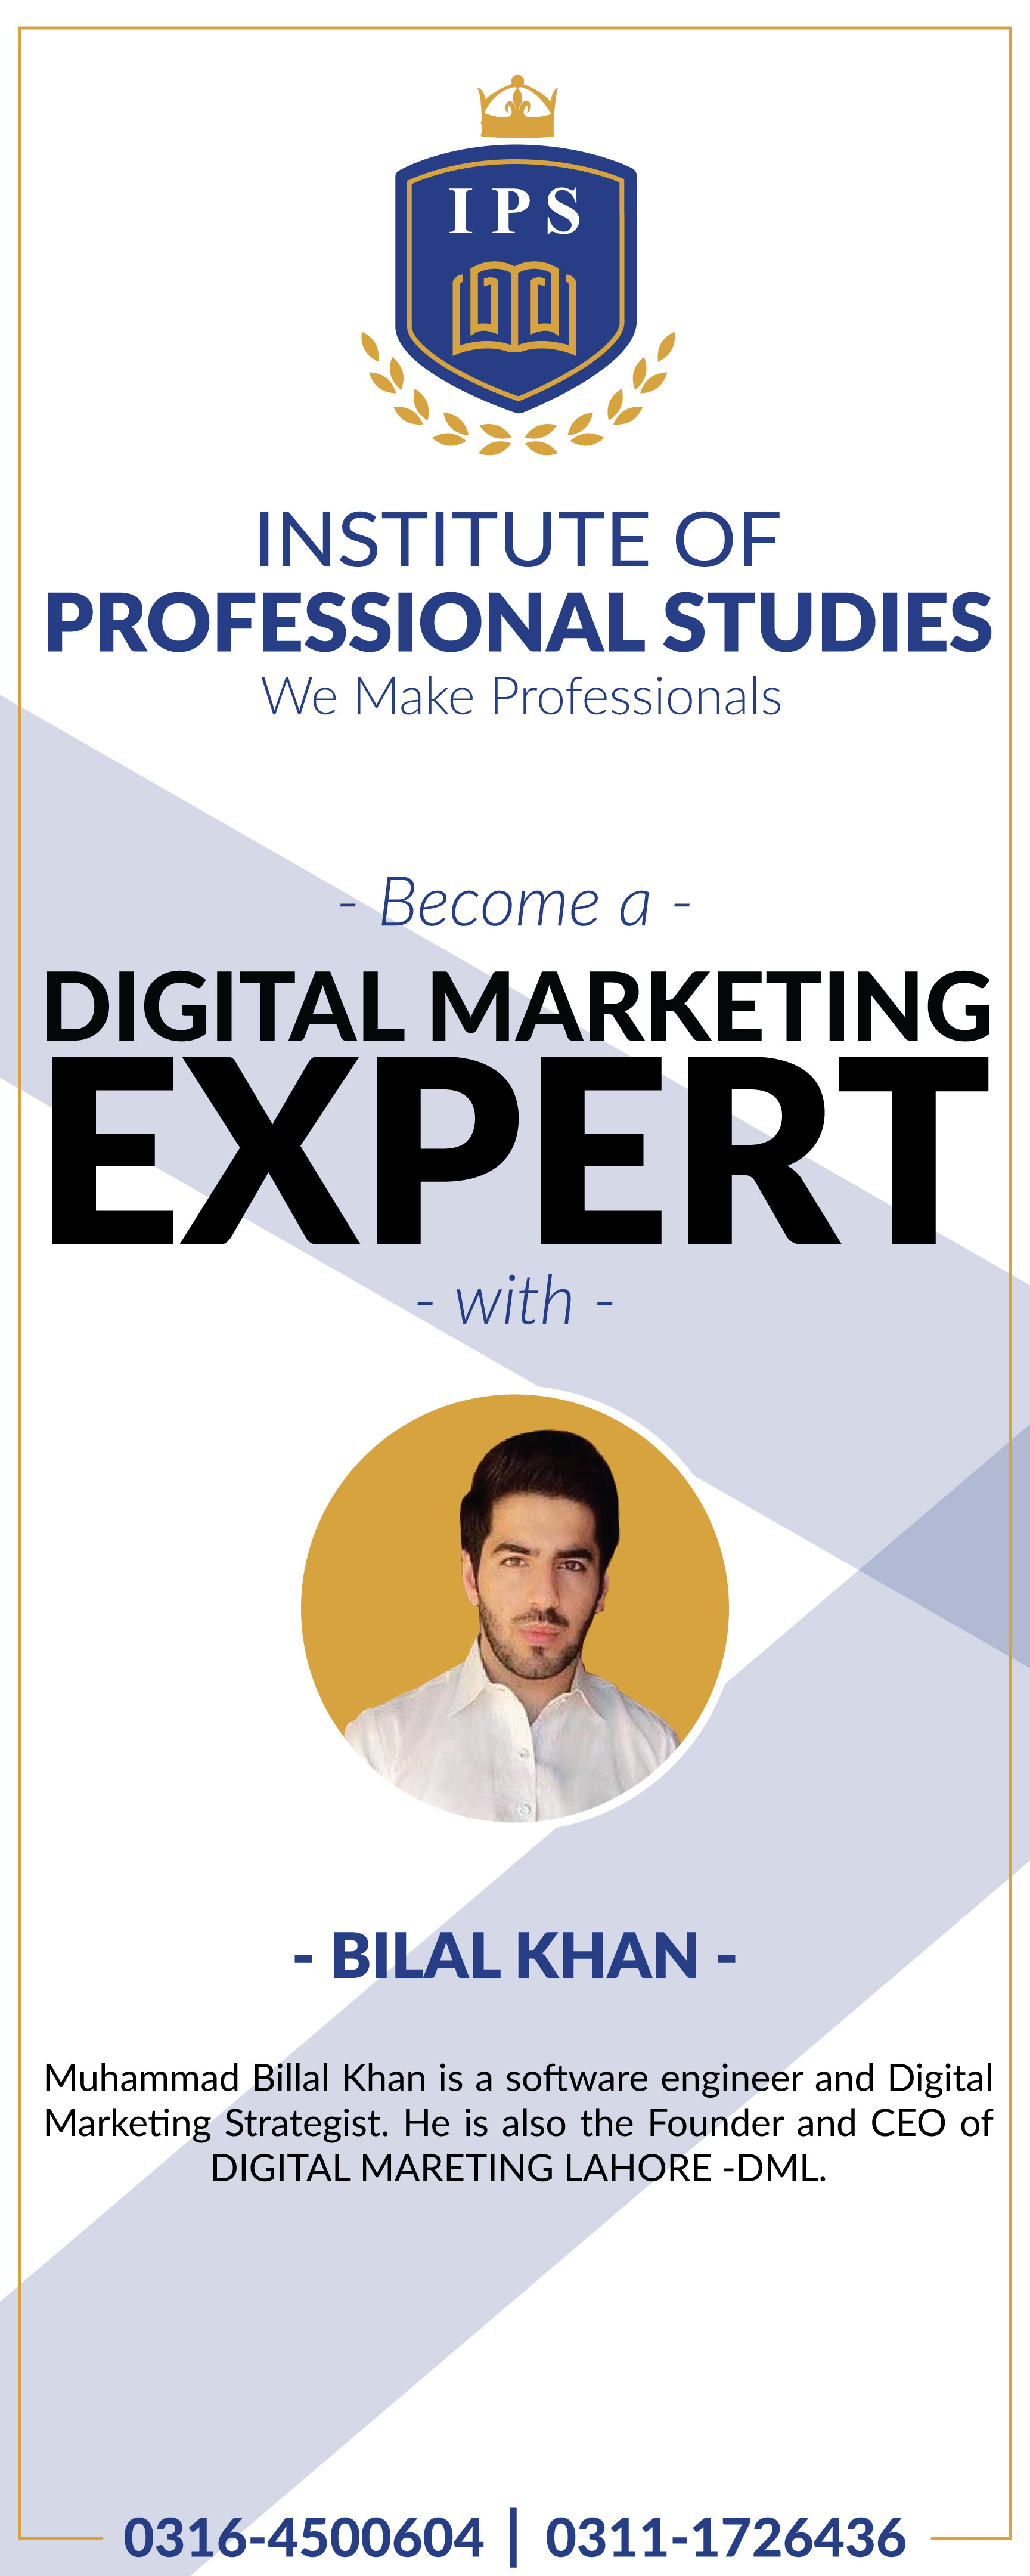 IPS
INSTITUTE OF
PROFESSIONAL STUDIES
We Make Professionals
- Become a -
DIGITAL MARKETING
EXPERT
- with -
- BILAL KHAN -
Muhammad Billal Khan is a software engineer and Digital
Marketing Strategist. He is also the Founder and CEO of
DIGITAL MARETING LAHORE -DML.
0316-4500604 | 0311-1726436